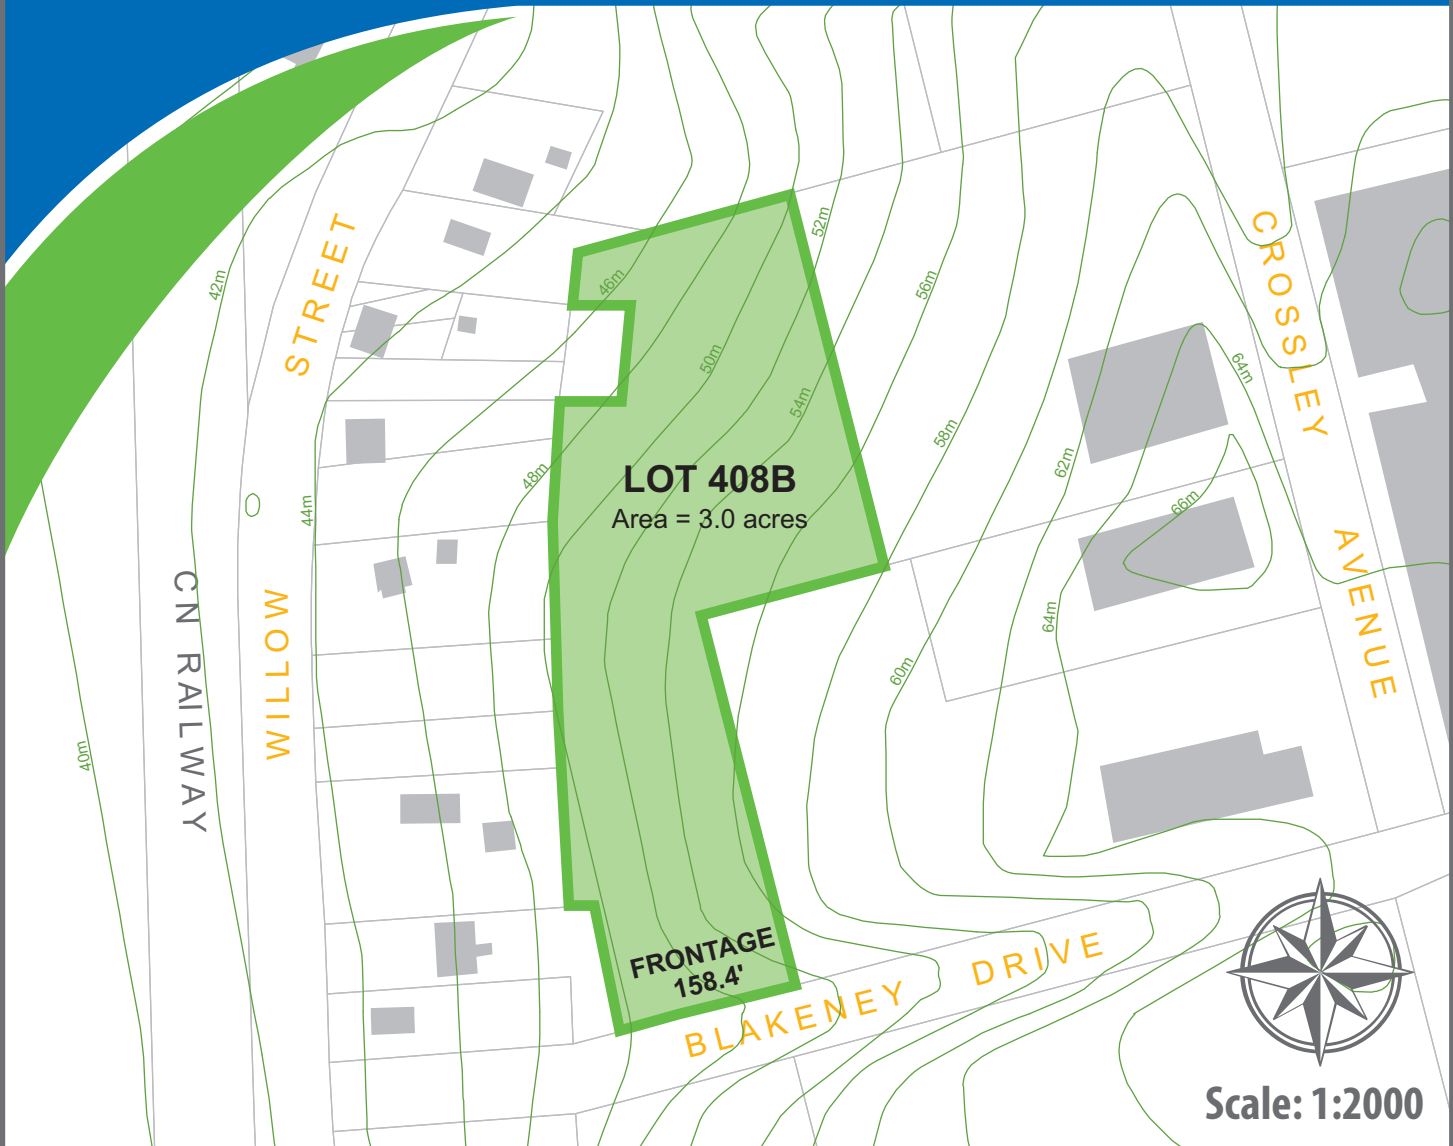 52m
42m
STREET
46m
56m
CROSSLEY
50m
64m
54m
58m
62m
48m
LOT 408B
Area = 3.0 acres
66m
44m
AVENUE
CN RAILWAY
WILLOW
64m
60m
40m
FRONTAGE
158.4'
BLAKENEY DRIVE
Scale: 1:2000